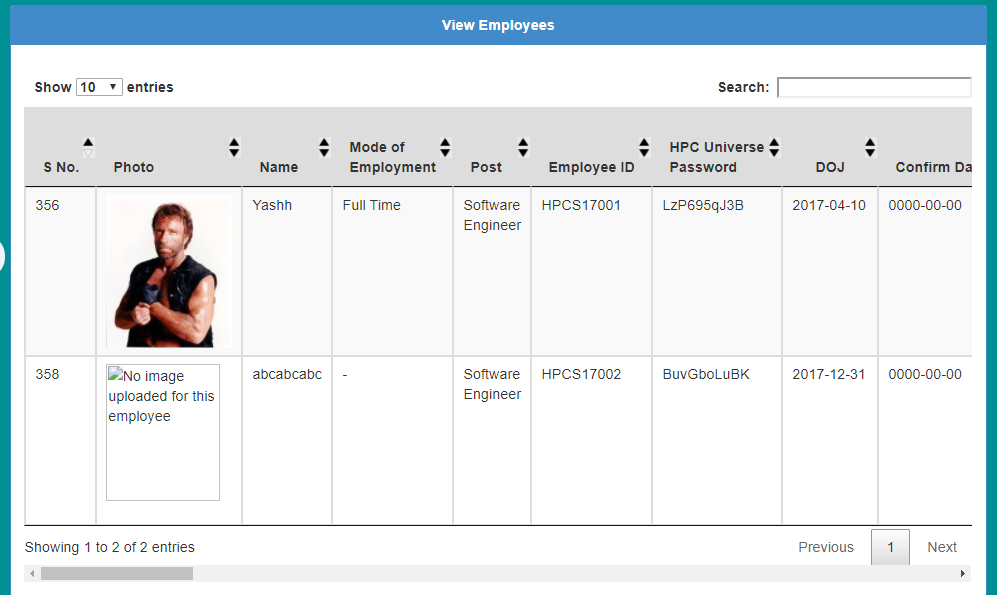 View Employees
Show 10 entries
Search:
S No.
Photo
Name
Mode of
Employment
Post
Employee ID
HPC Universe
Password
DOJ
Confirm Da
356
Yashh
Full Time
Software
Engineer
HPCS17001
LzP695qJ3B
2017-04-10
0000-00-00
358
No image
uploaded for this
employee
abcabcabc
-
Software
Engineer
HPCS17002
BuvGboLuBK
2017-12-31
0000-00-00
Showing 1 to 2 of 2 entries
Previous
1
Next